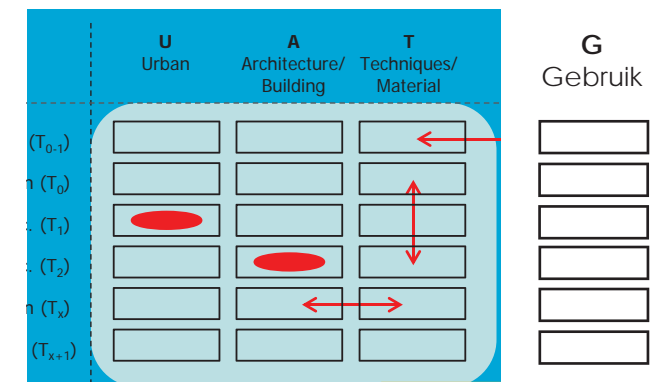 U A T G
Urban Architecture/ Techniques/ Gebruik
Building Material
(T₀₋₁)
n (T₀)
. (T₁)
. (T₂)
n (Tₓ)
(Tₓ₊₁)